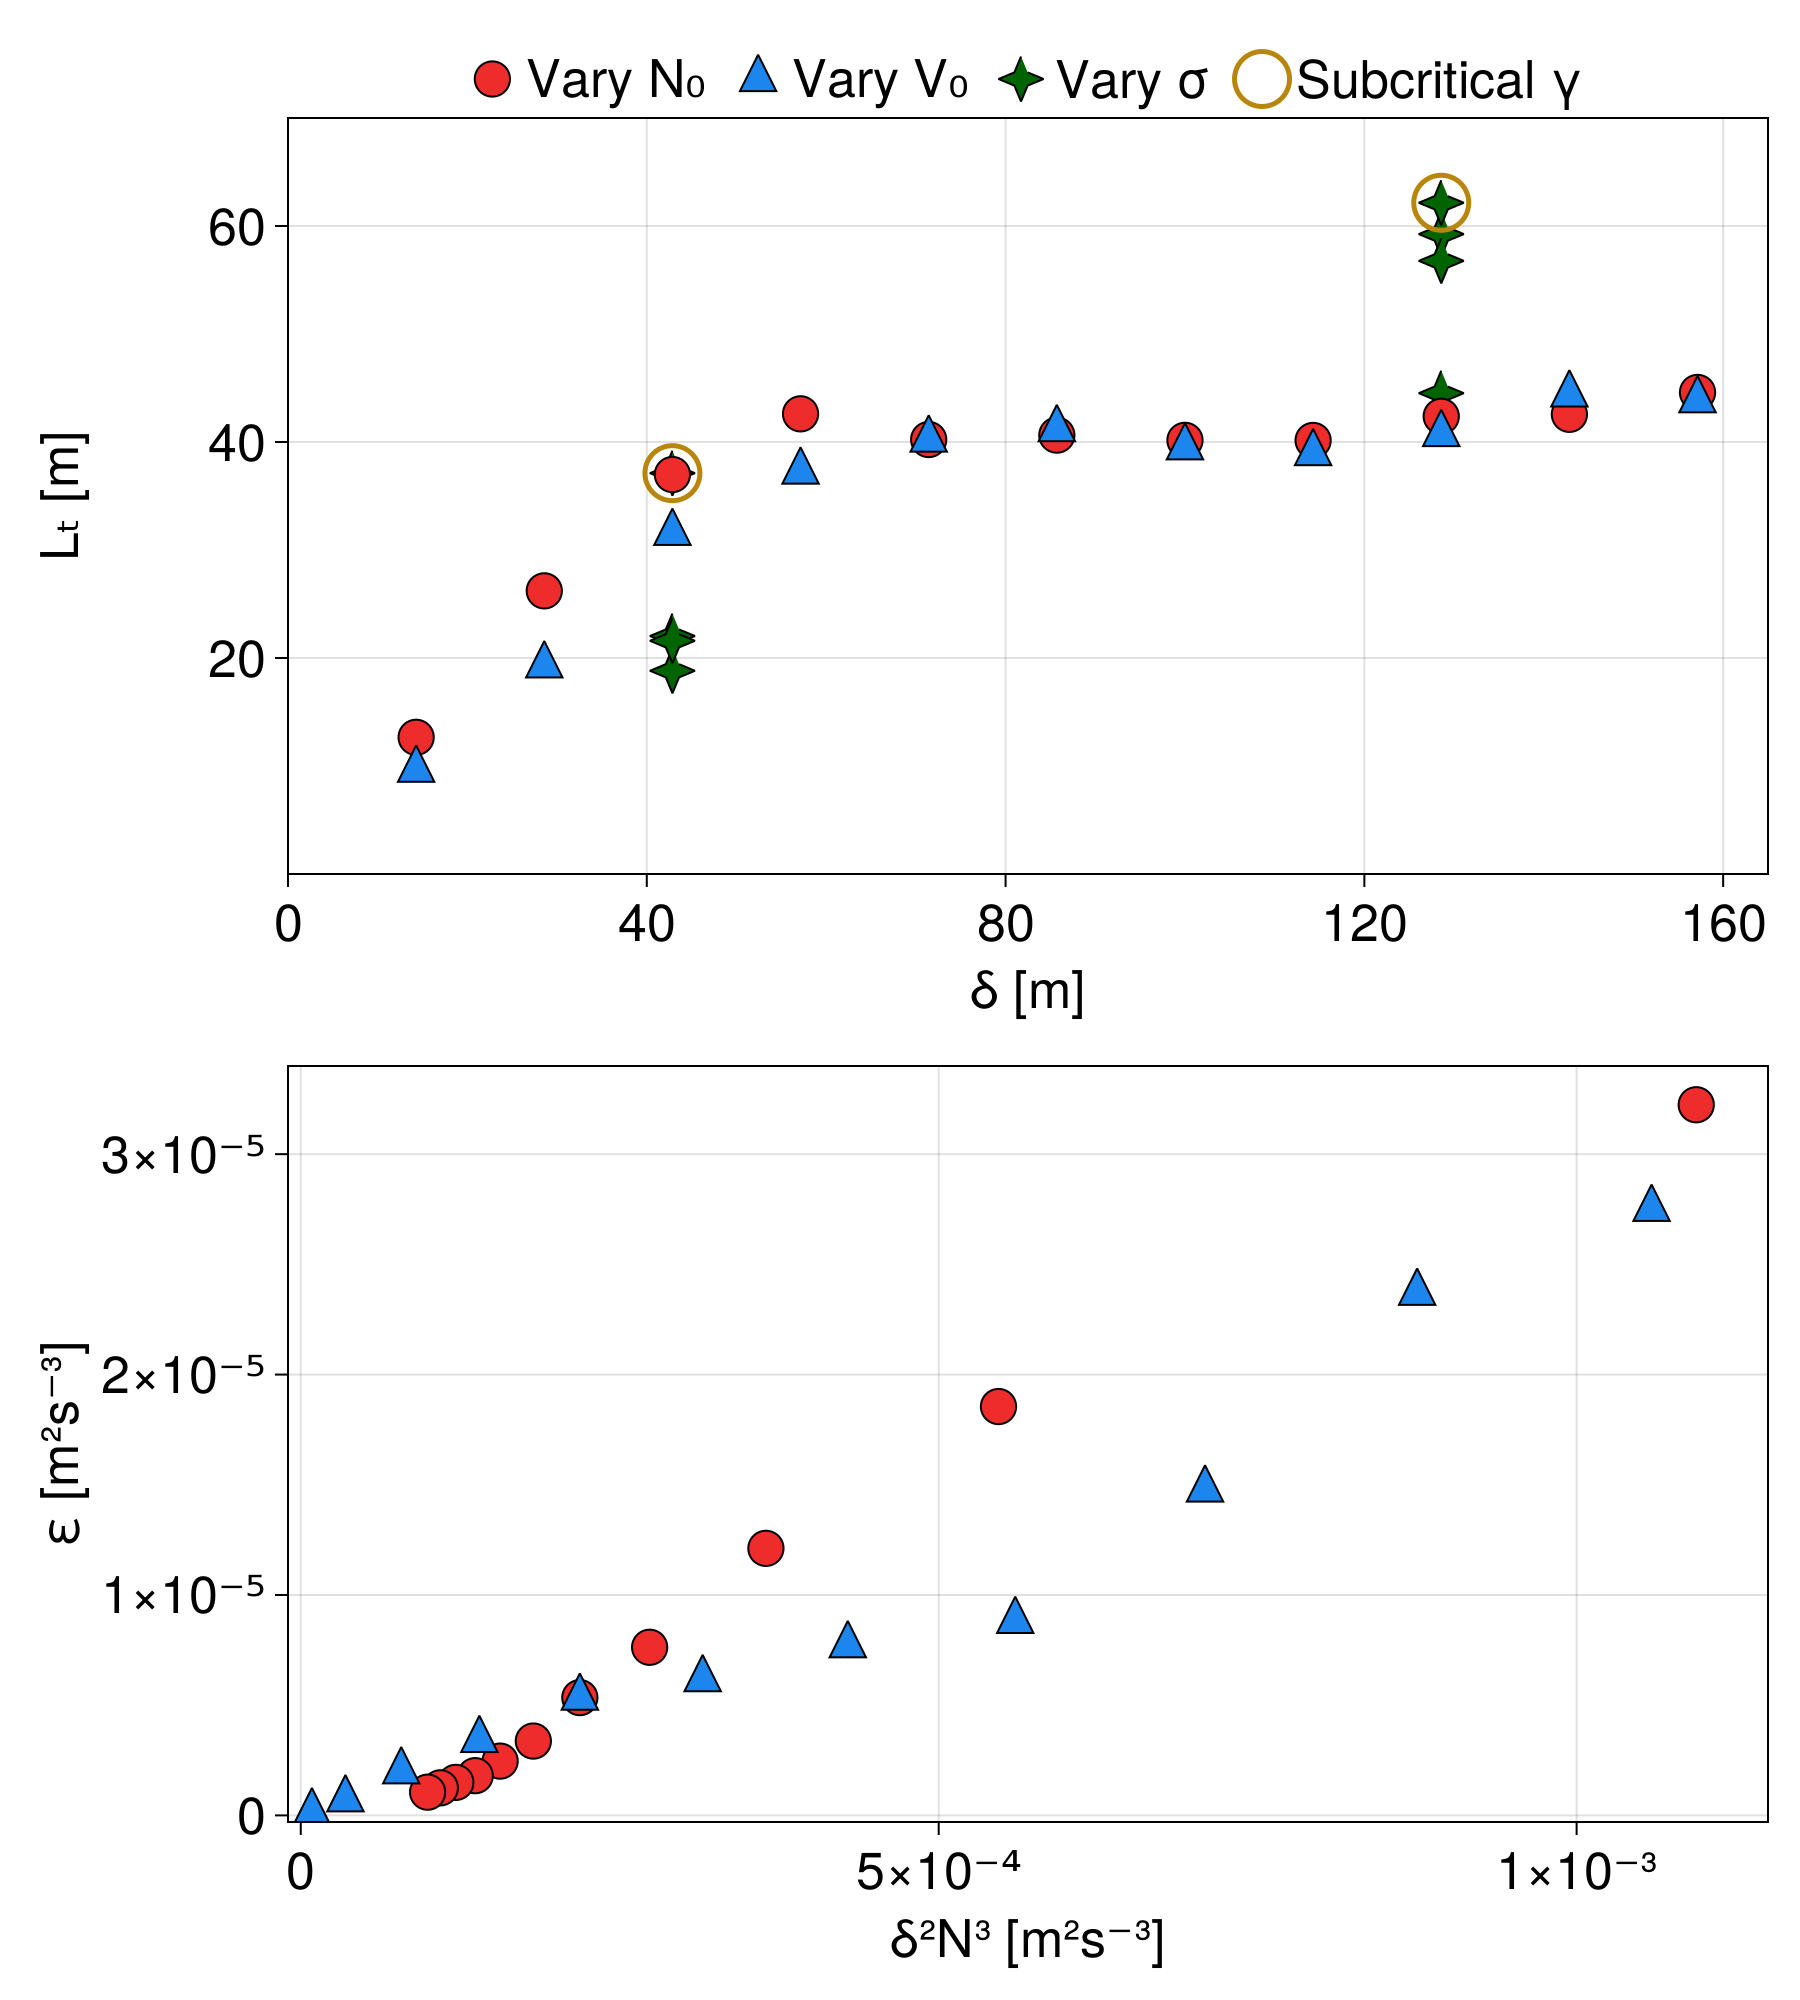 Vary N₀ Vary V₀ Vary σ Subcritical γ
60
40
20
Lₜ [m]
0 40 80 120 160
δ [m]
3×10⁻⁵
2×10⁻⁵
1×10⁻⁵
0
ε [m²s⁻³]
0 5×10⁻⁴ 1×10⁻³
δ²N³ [m²s⁻³]